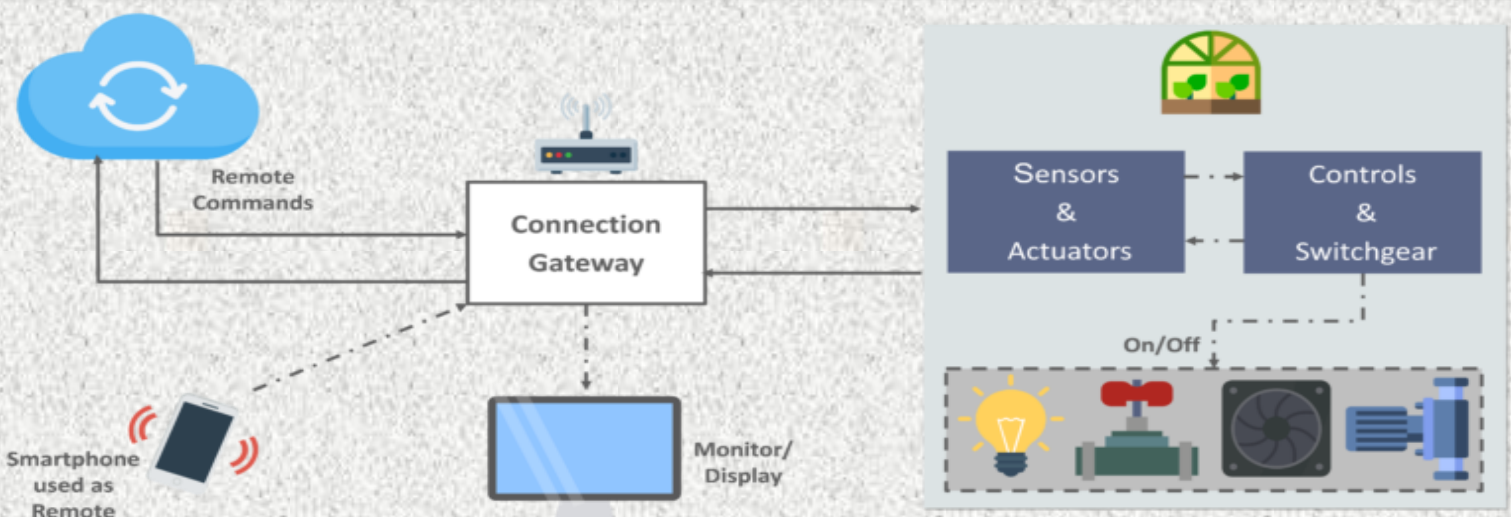 Remote
Commands
Connection
Gateway
Sensors
&
Actuators
Controls
&
Switchgear
On/Off
Smartphone
used as
Remote
Monitor/
Display